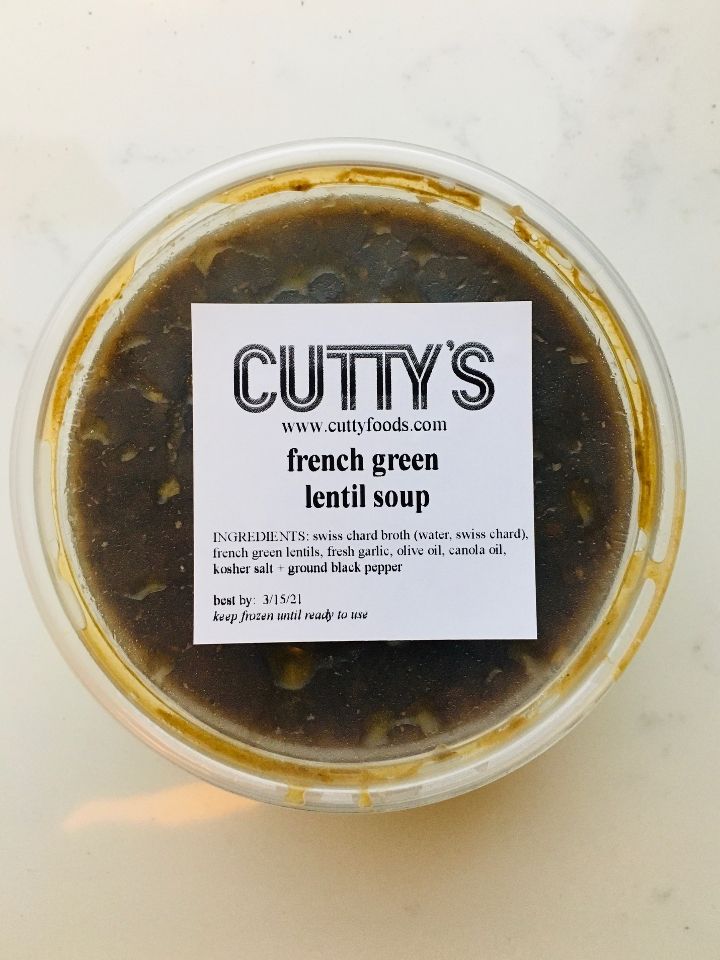 CUTTY'S
www.cuttyfoods.com
french green
lentil soup
INGREDIENTS: swiss chard broth (water, swiss chard),
french green lentils, fresh garlic, olive oil, canola oil,
kosher salt + ground black pepper
best by: 3/15/21
keep frozen until ready to use